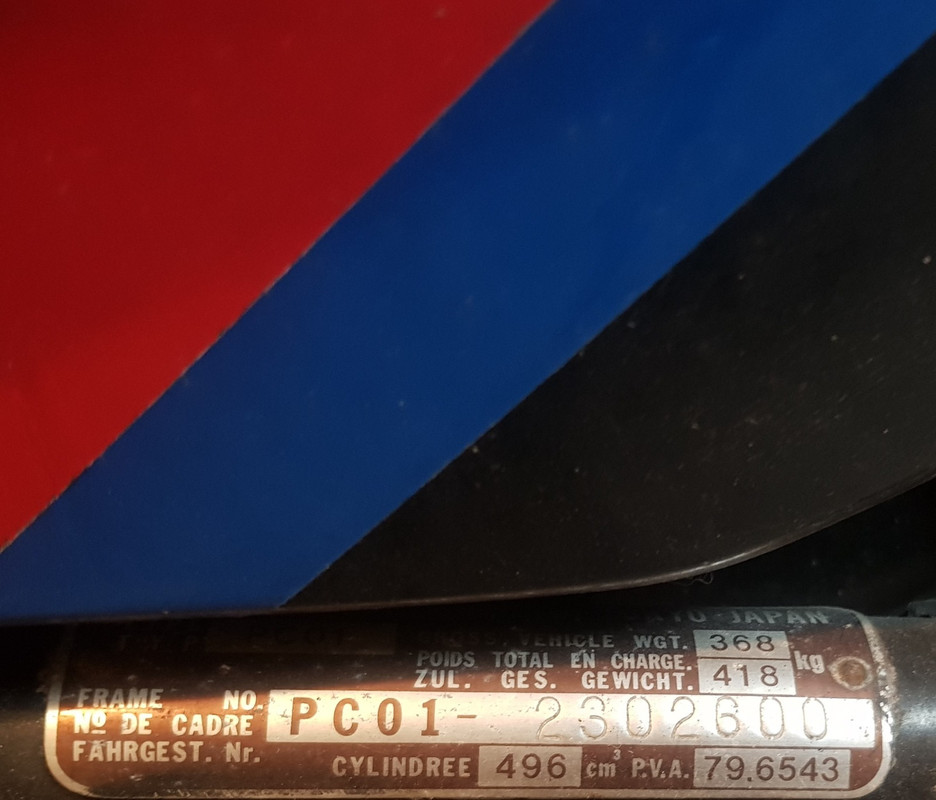 JAPAN
VEHICLE WGT. 368
POIDS TOTAL EN CHARGE. kg
ZUL. GES. GEWICHT. 418
FRAME NO.
Nº DE CADRE PC01- 2302600
FAHRGEST. Nr.
CYLINDREE 496 cm³ P.V.A. 79,6543